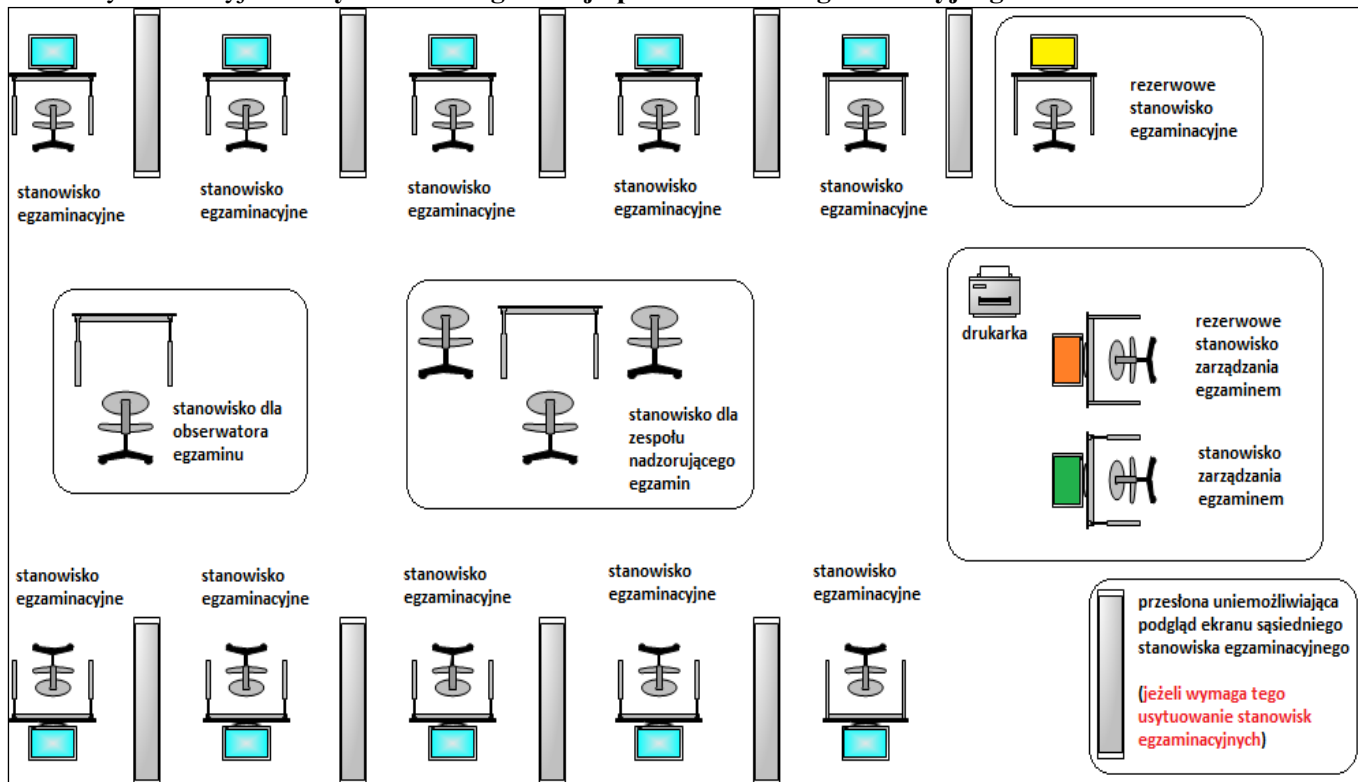 stanowisko
egzaminacyjne
stanowisko
egzaminacyjne
stanowisko
egzaminacyjne
stanowisko
egzaminacyjne
stanowisko
egzaminacyjne
rezerwowe
stanowisko
egzaminacyjne
stanowisko dla
obserwatora
egzaminu
stanowisko dla
zespołu
nadzorującego
egzamin
drukarka
rezerwowe
stanowisko
zarządzania
egzaminem
stanowisko
zarządzania
egzaminem
stanowisko
egzaminacyjne
stanowisko
egzaminacyjne
stanowisko
egzaminacyjne
stanowisko
egzaminacyjne
stanowisko
egzaminacyjne
przesłona uniemożliwiająca
podgląd ekranu sąsiedniego
stanowiska egzaminacyjnego
(jeżeli wymaga tego
usytuowanie stanowisk
egzaminacyjnych)